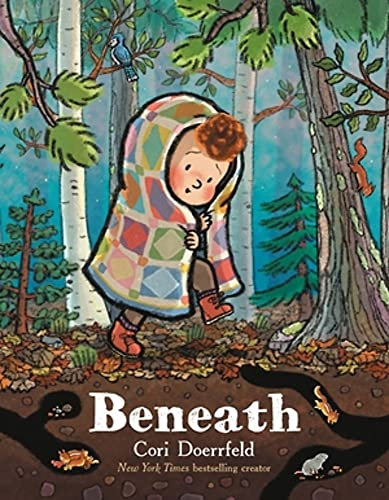 Beneath
Cori Doerrfeld
New York Times bestselling creator